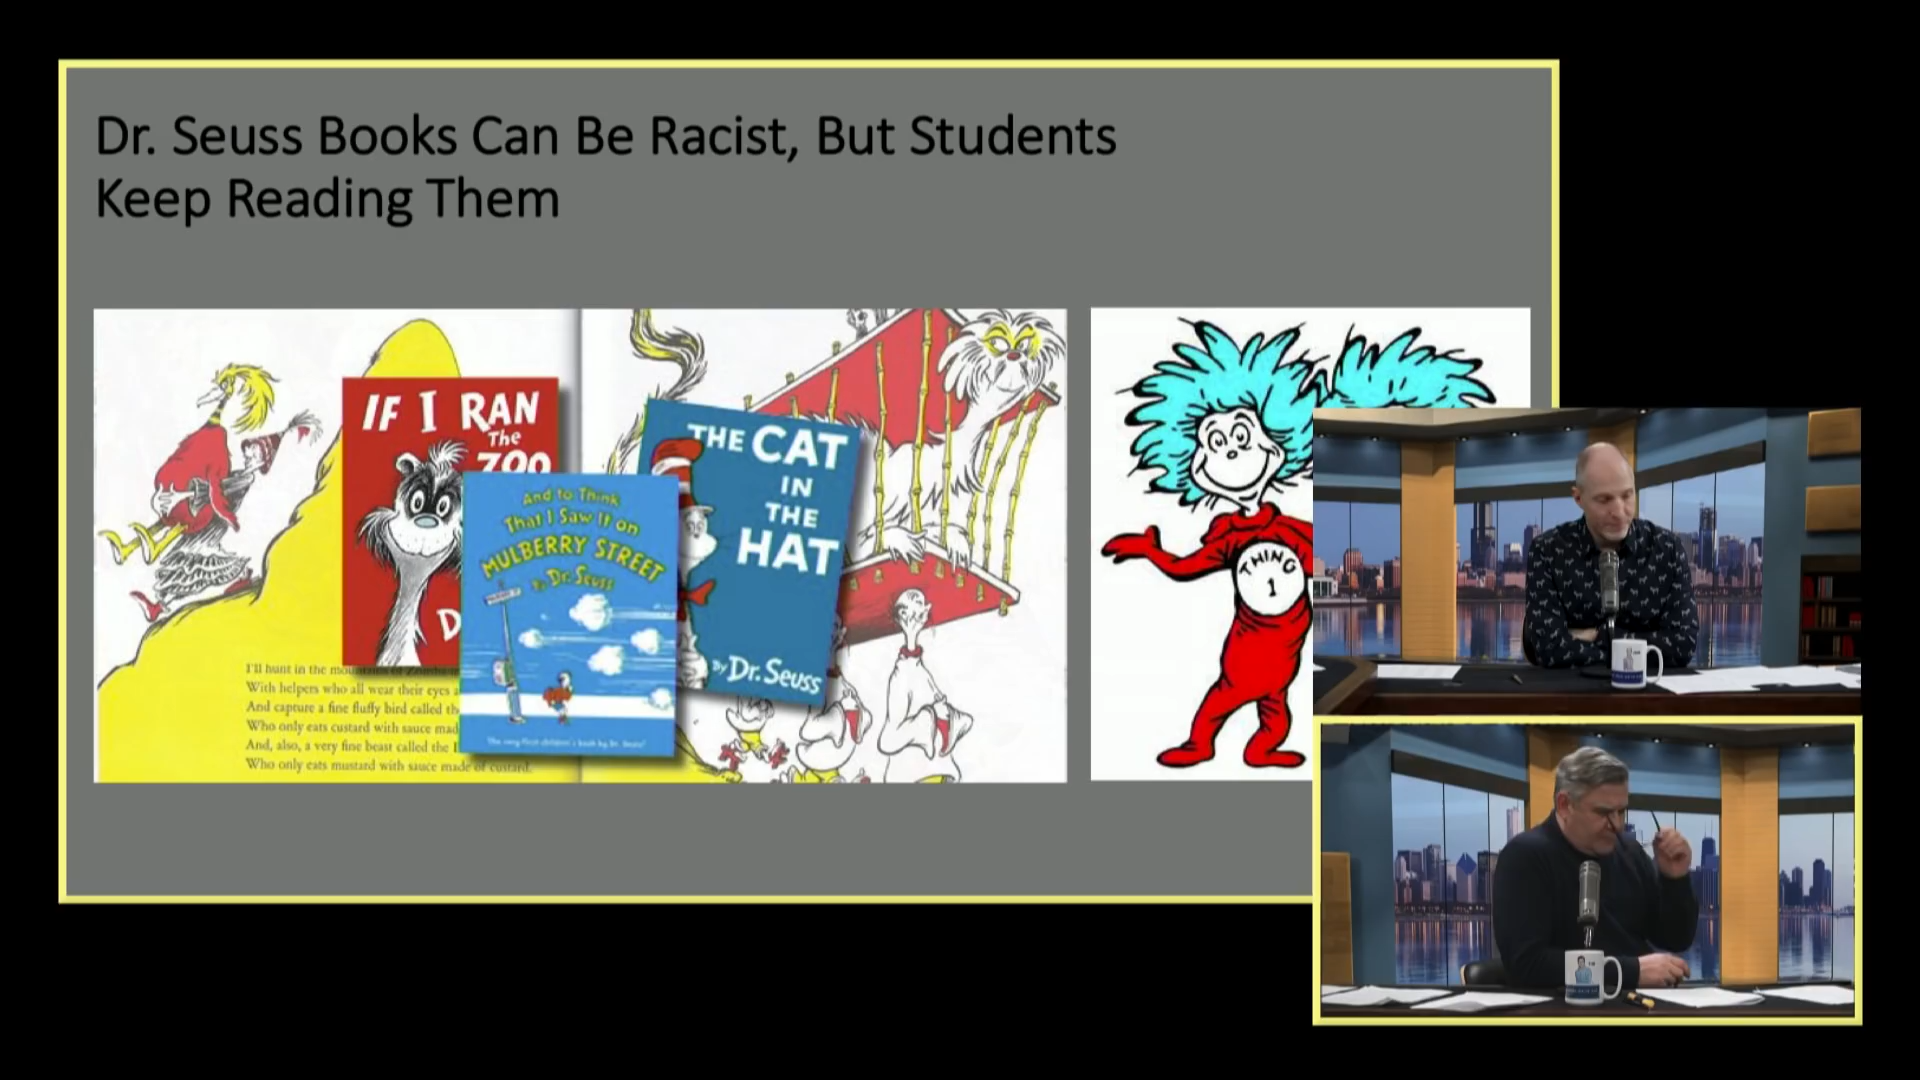 Dr. Seuss Books Can Be Racist, But Students
Keep Reading Them
IF I RAN
The
ZOO
D
And to Think
That I Saw It on
MULBERRY STREET
By Dr. Seuss
THE CAT
IN
THE
HAT
By Dr. Seuss
THING
1
I'll hunt in the mountains of
With helpers who all wear their eyes a
And capture a fine fluffy bird called th
Who only eats custard with sauce mad
And, also, a very fine beast called the I
Who only eats mustard with sauce made of custard.